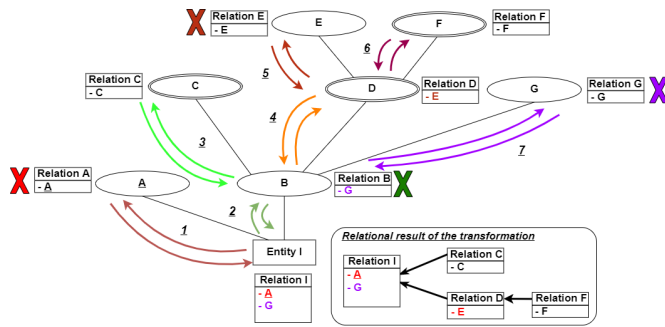 Relation E
- E
E
F
Relation F
- F
6
5
Relation C
- C
C
D
Relation D
- E
G
Relation G
- G
4
3
7
Relation A
- A
A
B
Relation B
- G
2
1
Entity I
Relation I
- A
- G
Relational result of the transformation
Relation I
- A
- G
Relation C
- C
Relation D
- E
Relation F
- F